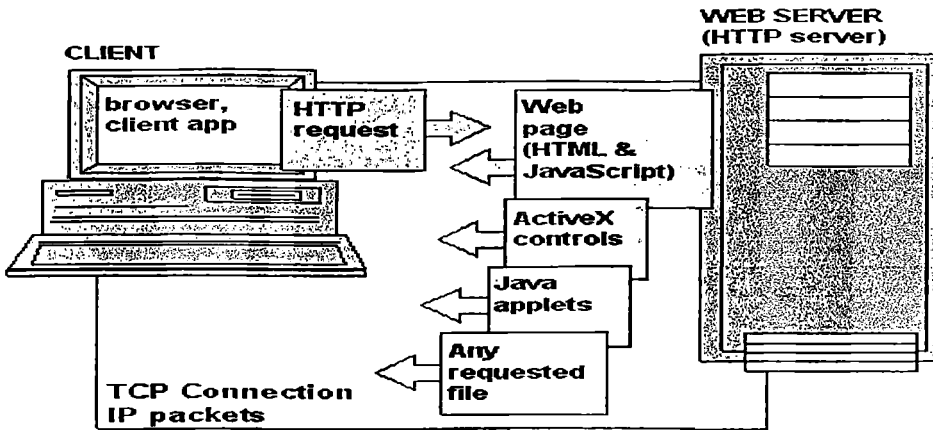 WEB SERVER
(HTTP server)
CLIENT
browser,
client app
HTTP
request
Web
page
(HTML &
JavaScript)
ActiveX
controls
Java
applets
Any
requested
file
TCP Connection
IP packets